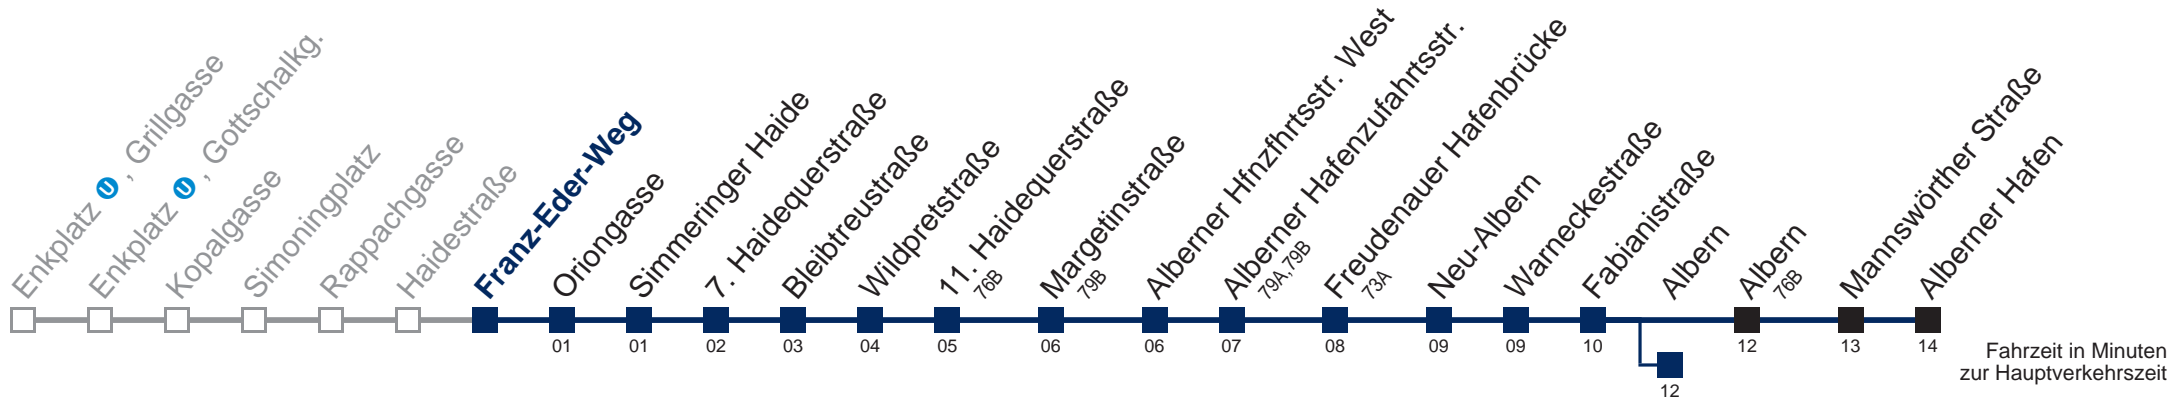 Enkplatz U , Grillgasse
Enkplatz U , Gottschalkg.
Kopalgasse
Simoningplatz
Rappachgasse
Haidestraße
Franz-Eder-Weg
Oriongasse
01
Simmeringer Haide
01
7. Haidequerstraße
02
Bleibtreustraße
03
Wildpretstraße
04
11. Haidequerstraße
76B
05
Margetinstraße
79B
06
Alberner Hfnzfhrtsstr. West
06
Alberner Hafenzufahrtsstr.
79A,79B
07
Freudenauer Hafenbrücke
73A
08
Neu-Albern
09
Warneckestraße
09
Fabianistraße
10
Albern
12
Albern
76B
12
Mannswörther Straße
13
Alberner Hafen
14
Fahrzeit in Minuten
zur Hauptverkehrszeit